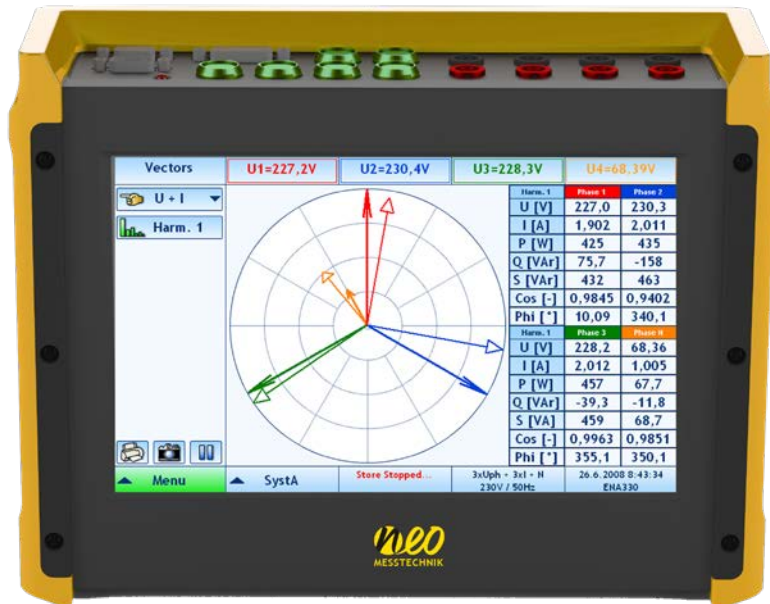 Vectors U1=227,2V U2=230,4V U3=228,3V U4=68,39V
U + I
Harm. 1
Harm. 1 Phase 1 Phase 2
U [V] 227,0 230,3
I [A] 1,902 2,011
P [W] 425 435
Q [VAr] 75,7 -158
S [VAr] 432 463
Cos [-] 0,9845 0,9402
Phi [°] 10,09 340,1
Harm. 1 Phase 3 Phase N
U [V] 228,2 68,36
I [A] 2,012 1,005
P [W] 457 67,7
Q [VAr] -39,3 -11,8
S [VA] 459 68,7
Cos [-] 0,9963 0,9851
Phi [°] 355,1 350,1
Menu SystA Store Stopped... 3xUph + 3xI + N 26.6.2008 8:43:34
230V / 50Hz ENA330
neo
MESSTECHNIK